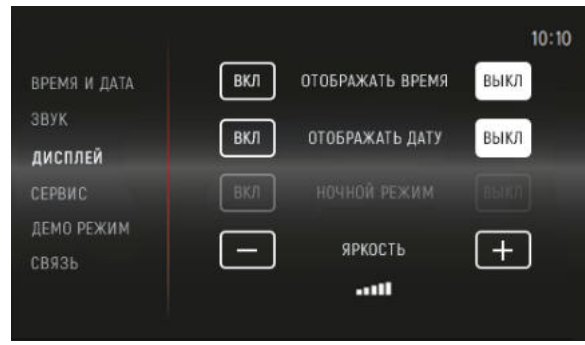 10:10
ВРЕМЯ И ДАТА
ЗВУК
ДИСПЛЕЙ
СЕРВИС
ДЕМО РЕЖИМ
СВЯЗЬ
ВКЛ ОТОБРАЖАТЬ ВРЕМЯ ВЫКЛ
ВКЛ ОТОБРАЖАТЬ ДАТУ ВЫКЛ
ВКЛ НОЧНОЙ РЕЖИМ ВЫКЛ
− ЯРКОСТЬ +